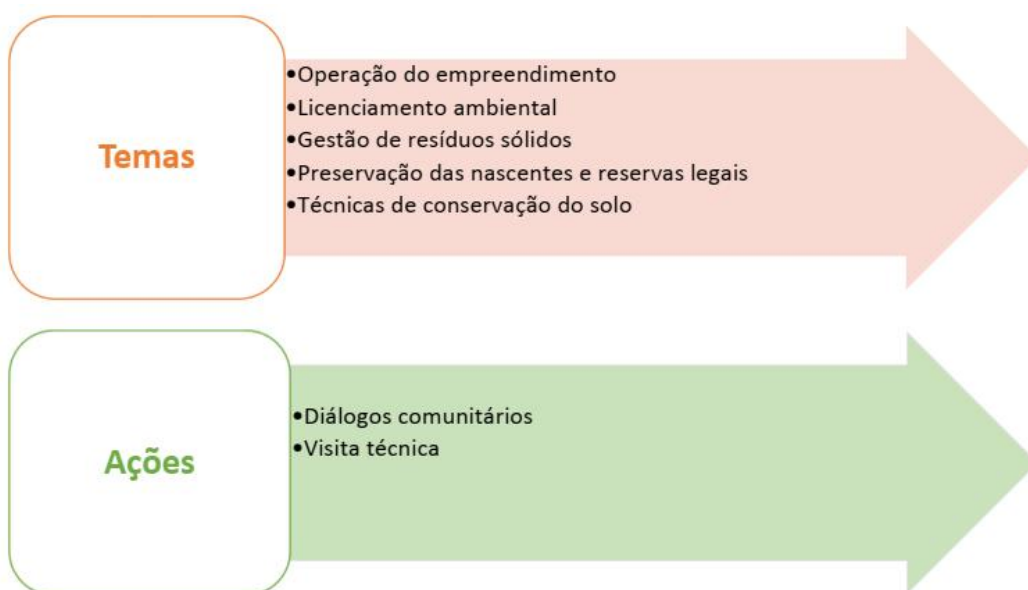 Temas
•Operação do empreendimento
•Licenciamento ambiental
•Gestão de resíduos sólidos
•Preservação das nascentes e reservas legais
•Técnicas de conservação do solo
Ações
•Diálogos comunitários
•Visita técnica